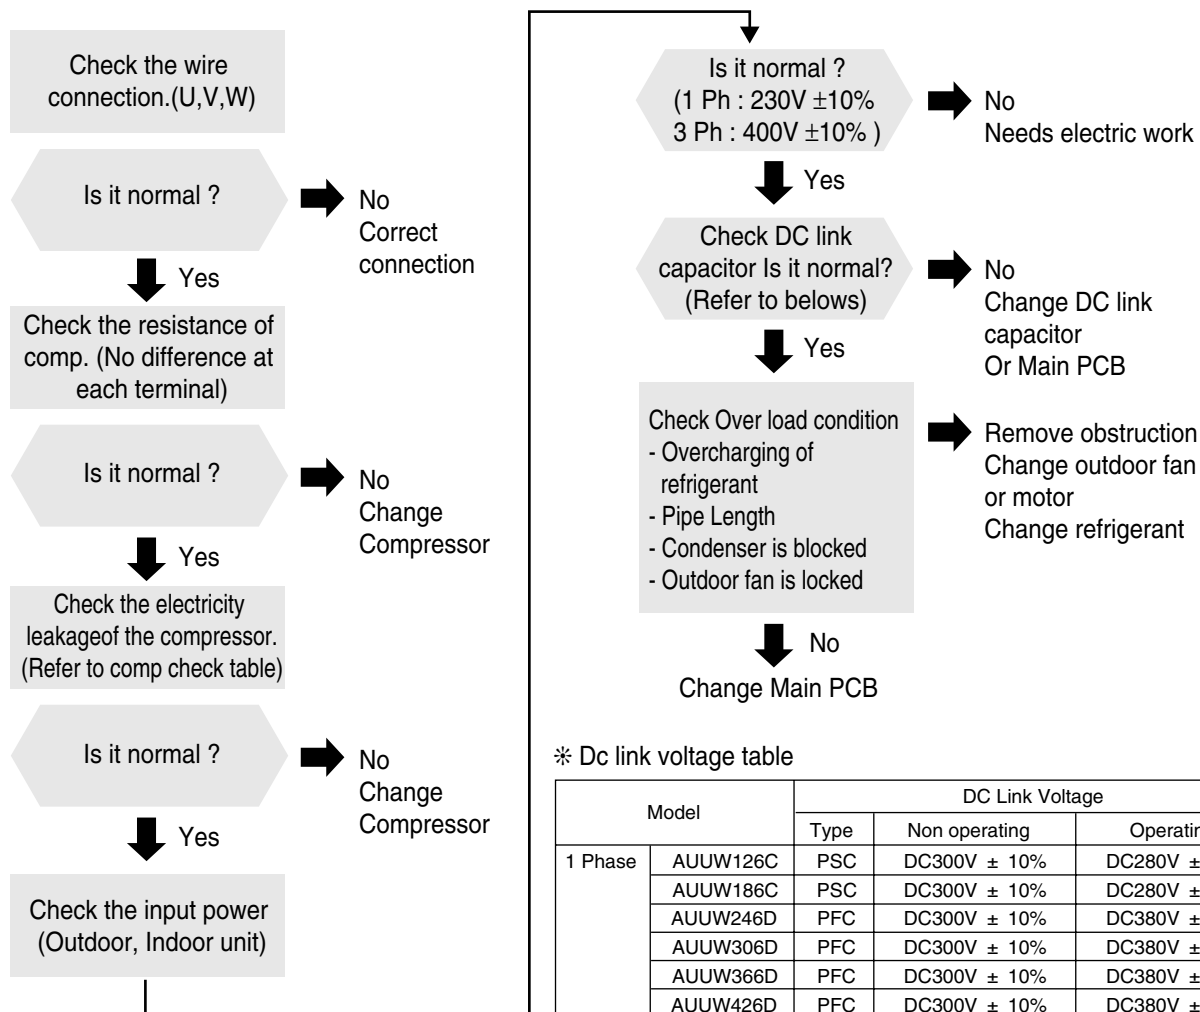 Check the wire
connection.(U,V,W)
Is it normal ?
No
Correct
connection
Yes
Check the resistance of
comp. (No difference at
each terminal)
Is it normal ?
No
Change
Compressor
Yes
Check the electricity
leakageof the compressor.
(Refer to comp check table)
Is it normal ?
No
Change
Compressor
Yes
Check the input power
(Outdoor, Indoor unit)
Is it normal ?
(1 Ph : 230V ±10%
3 Ph : 400V ±10% )
No
Needs electric work
Yes
Check DC link
capacitor Is it normal?
(Refer to belows)
No
Change DC link
capacitor
Or Main PCB
Yes
Check Over load condition
- Overcharging of
refrigerant
- Pipe Length
- Condenser is blocked
- Outdoor fan is locked
Remove obstruction
Change outdoor fan
or motor
Change refrigerant
No
Change Main PCB
※ Dc link voltage table
Model DC Link Voltage
Type Non operating
1 Phase AUUW126C PSC DC300V ± 10% DC280V ±
AUUW186C PSC DC300V ± 10% DC280V ±
AUUW246D PFC DC300V ± 10% DC380V ±
AUUW306D PFC DC300V ± 10% DC380V ±
AUUW366D PFC DC300V ± 10% DC380V ±
AUUW426D PFC DC300V ± 10% DC380V ±